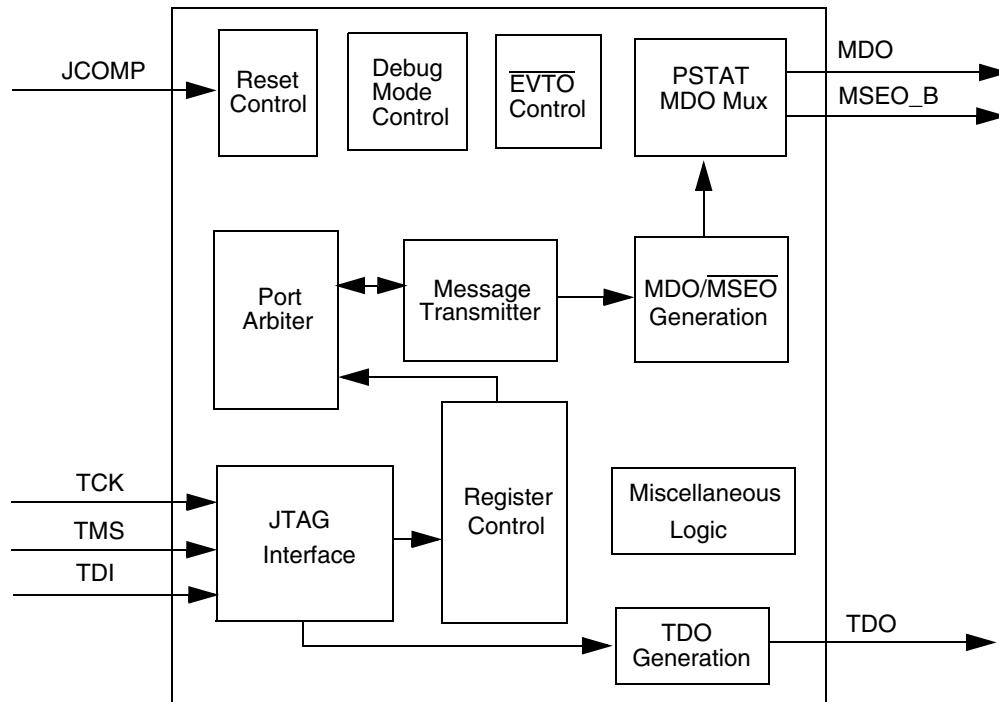 JCOMP
Reset
Control
Debug
Mode
Control
EVTO
Control
PSTAT
MDO Mux
MDO
MSEO_B
Port
Arbiter
Message
Transmitter
MDO/MSEO
Generation
TCK
TMS
TDI
JTAG
Interface
Register
Control
Miscellaneous
Logic
TDO
Generation
TDO